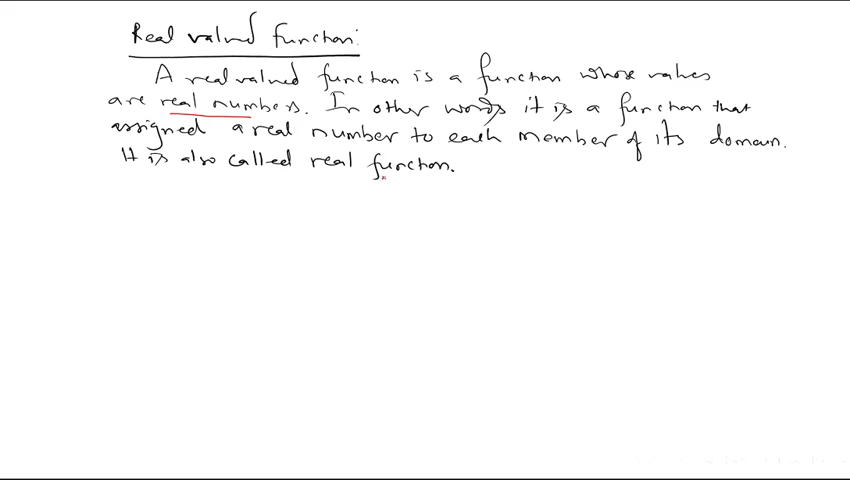 Real valued function:
A real valued function is a function whose values
are real numbers. In other words it is a function that
assigned a real number to each member of its domain.
It is also called real function.